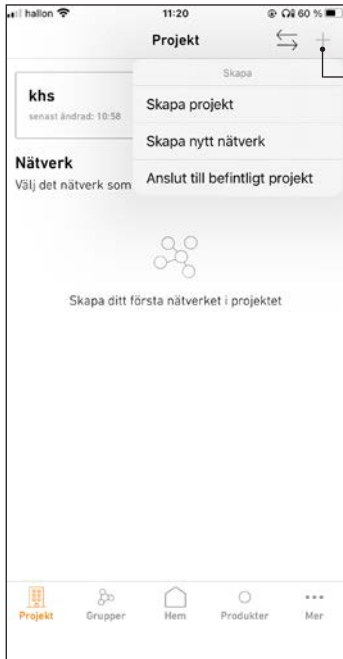 hallon 11:20 60 %
Projekt
Skapa
khs
senast ändrad: 10:58
Skapa projekt
Skapa nytt nätverk
Nätverk
Välj det nätverk som
Anslut till befintligt projekt
Skapa ditt första nätverket i projektet
Projekt Grupper Hem Produkter Mer